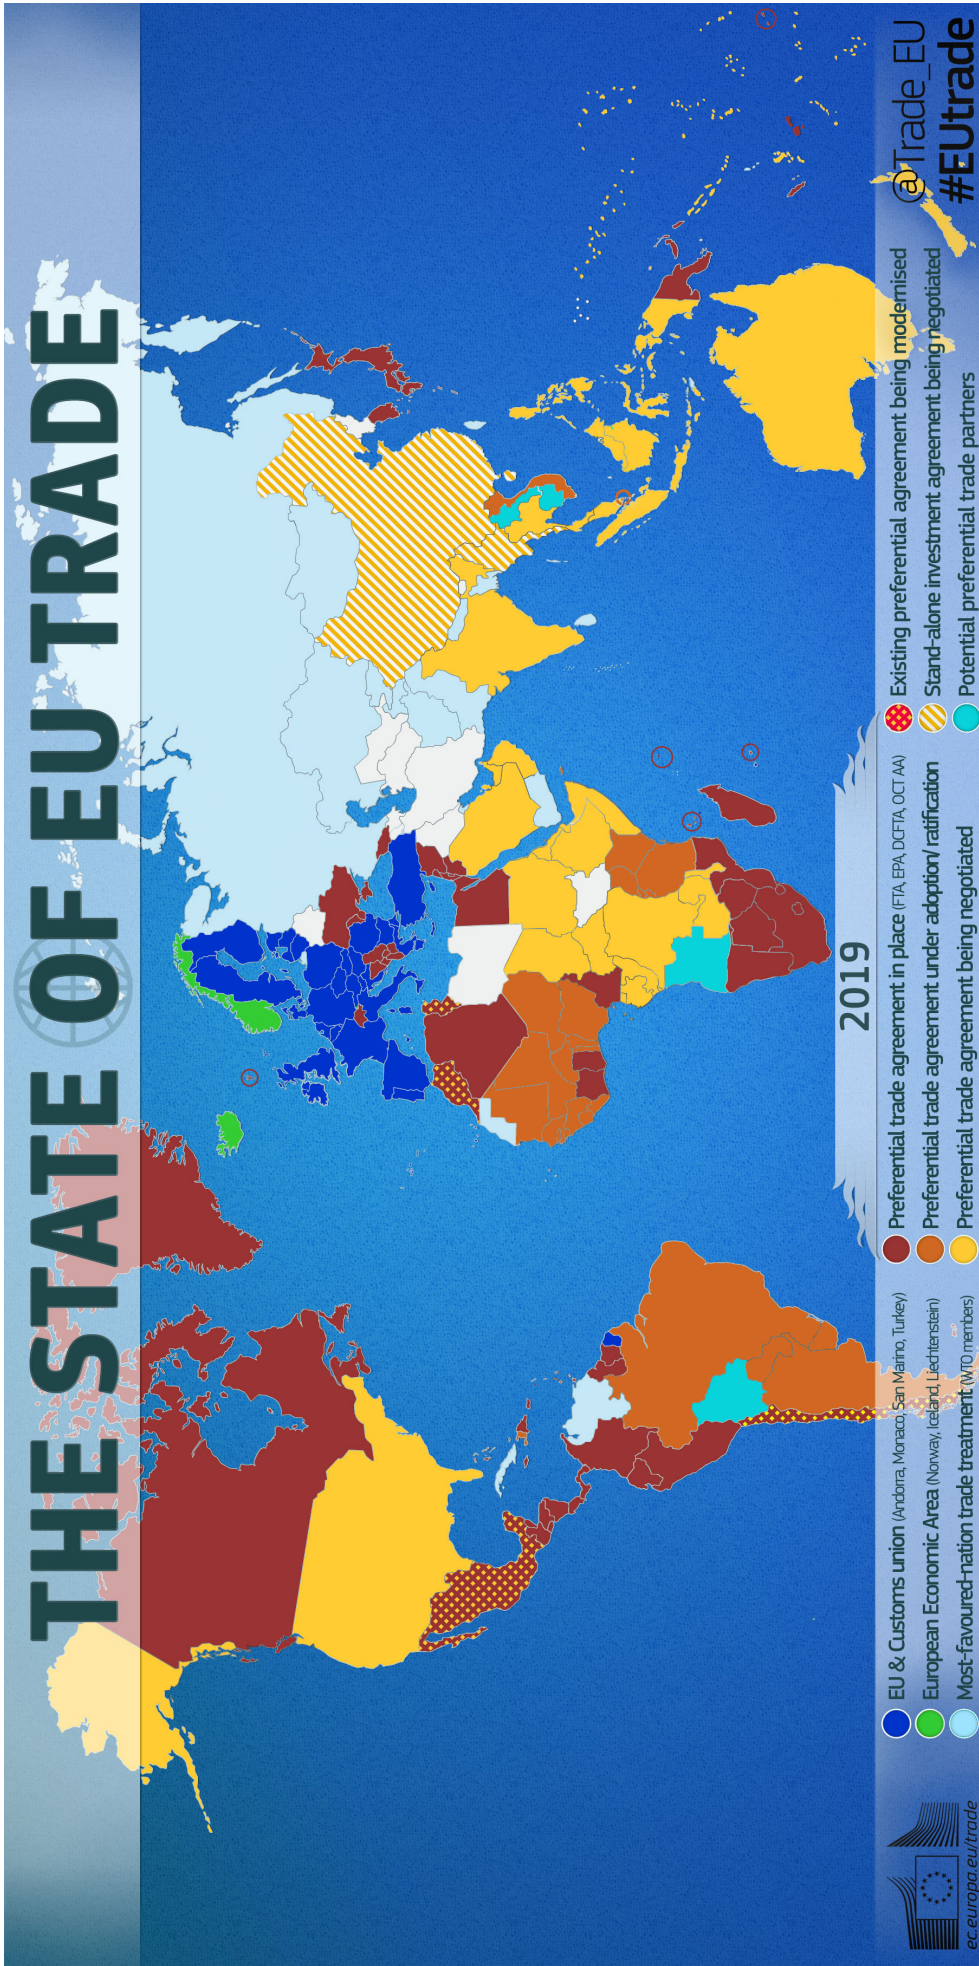 THE STATE OF EU TRADE
2019
EU & Customs union (Andorra, Monaco, San Marino, Turkey)
European Economic Area (Norway, Iceland, Liechtenstein)
Most-favoured-nation trade treatment (WTO members)
Preferential trade agreement in place (FTA, EPA, DCFTA, OCT AA)
Preferential trade agreement under adoption/ ratification
Preferential trade agreement being negotiated
Existing preferential agreement being modernised
Stand-alone investment agreement being negotiated
Potential preferential trade partners
@Trade_EU
#EUtrade
ec.europa.eu/trade